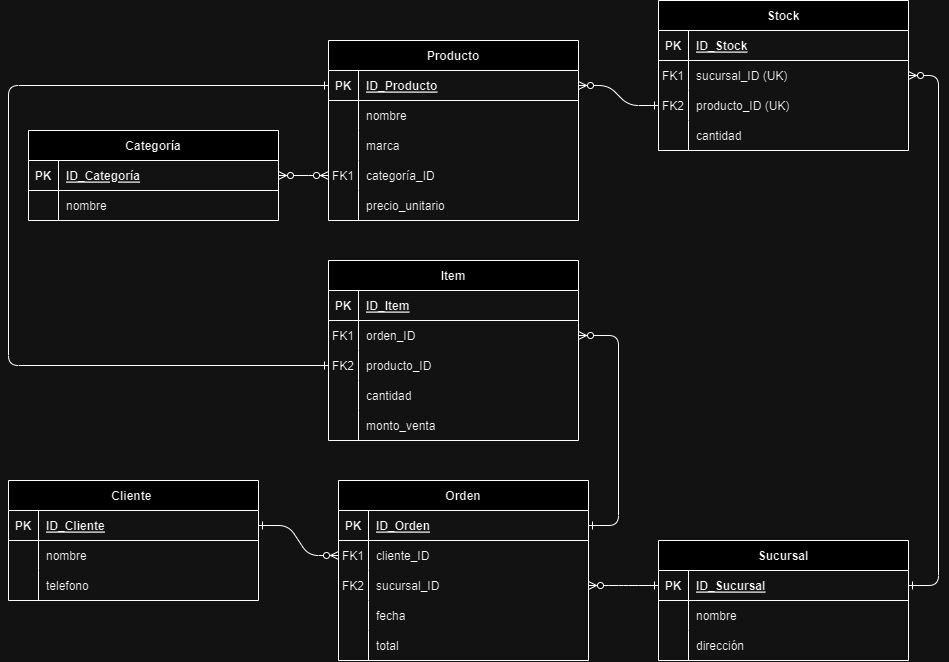 Stock
PK ID_Stock
FK1 sucursal_ID (UK)
FK2 producto_ID (UK)
cantidad
Producto
PK ID_Producto
nombre
marca
FK1 categoría_ID
precio_unitario
Categoría
PK ID_Categoría
nombre
Item
PK ID_Item
FK1 orden_ID
FK2 producto_ID
cantidad
monto_venta
Cliente
PK ID_Cliente
nombre
telefono
Orden
PK ID_Orden
FK1 cliente_ID
FK2 sucursal_ID
fecha
total
Sucursal
PK ID_Sucursal
nombre
dirección